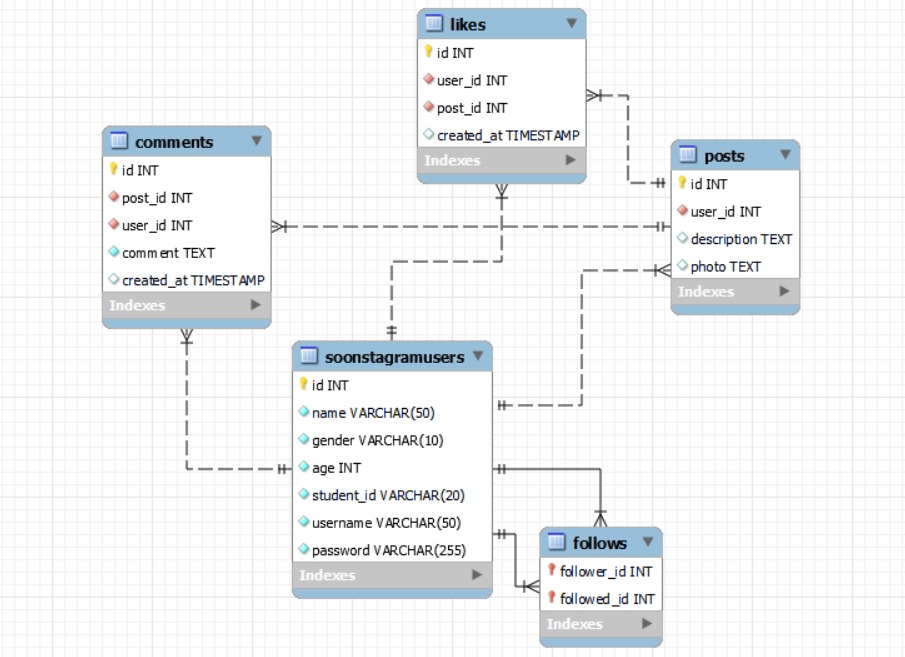 likes
id INT
user_id INT
post_id INT
created_at TIMESTAMP
Indexes
comments
id INT
post_id INT
user_id INT
comment TEXT
created_at TIMESTAMP
Indexes
posts
id INT
user_id INT
description TEXT
photo TEXT
Indexes
soonstagramusers
id INT
name VARCHAR(50)
gender VARCHAR(10)
age INT
student_id VARCHAR(20)
username VARCHAR(50)
password VARCHAR(255)
Indexes
follows
follower_id INT
followed_id INT
Indexes